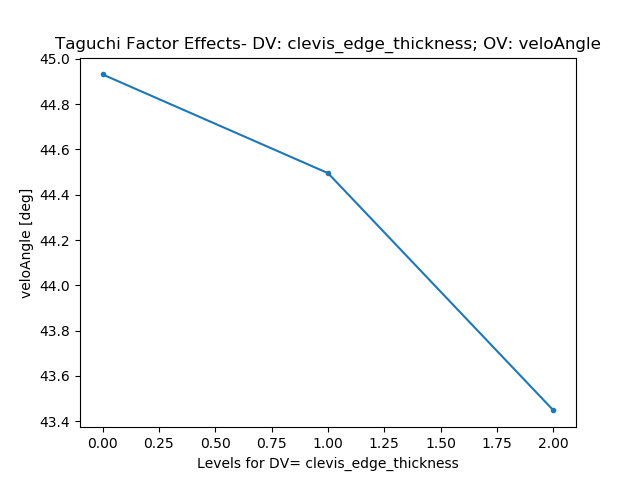 Taguchi Factor Effects- DV: clevis_edge_thickness; OV: veloAngle
45.0
44.8
44.6
44.4
44.2
44.0
43.8
43.6
43.4
veloAngle [deg]
0.00 0.25 0.50 0.75 1.00 1.25 1.50 1.75 2.00
Levels for DV= clevis_edge_thickness